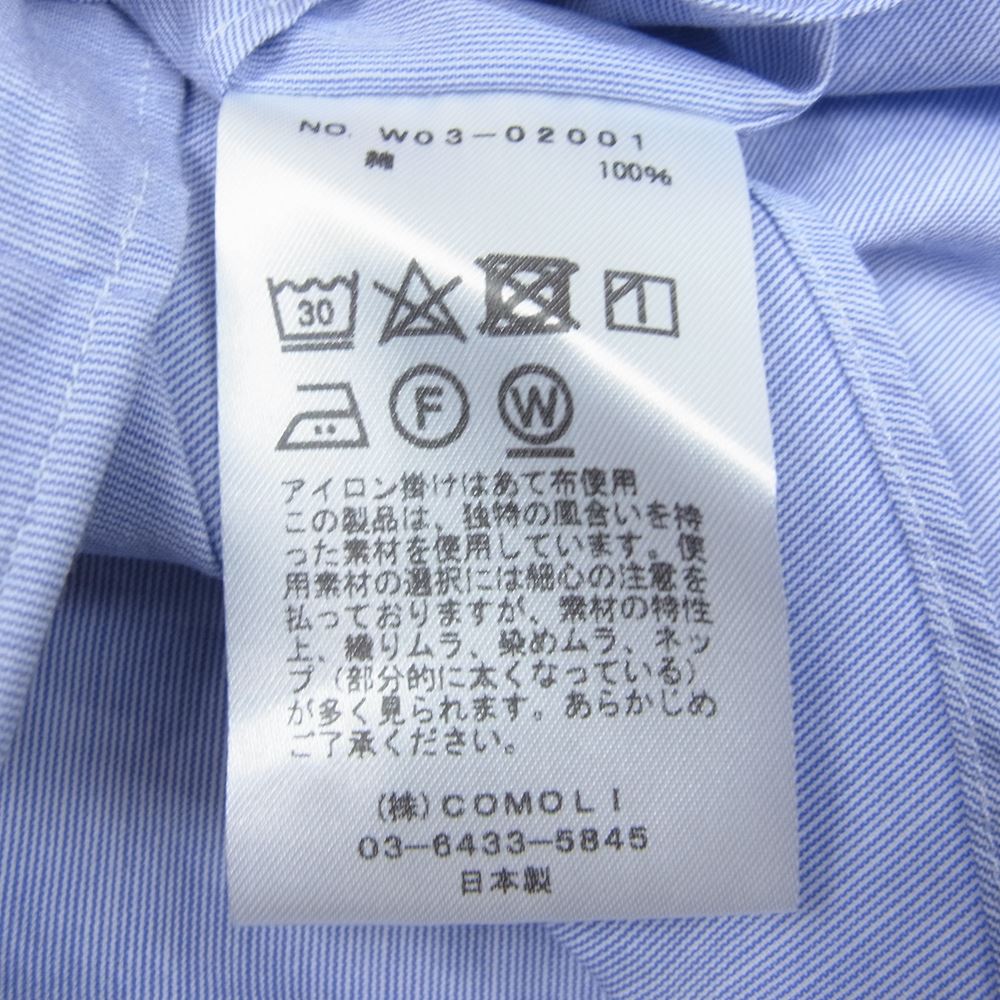 NO. W03-02001
綿 100%
30
F W
アイロン掛けはあて布使用
この製品は、独特の風合いを持
った素材を使用しています。使
用素材の選択には細心の注意を
払っておりますが、素材の特性
上、織りムラ、染めムラ、ネッ
プ(部分的に太くなっている)
が多く見られます。あらかじめ
ご了承ください。
(株)COMOLI
03-6433-5845
日本製